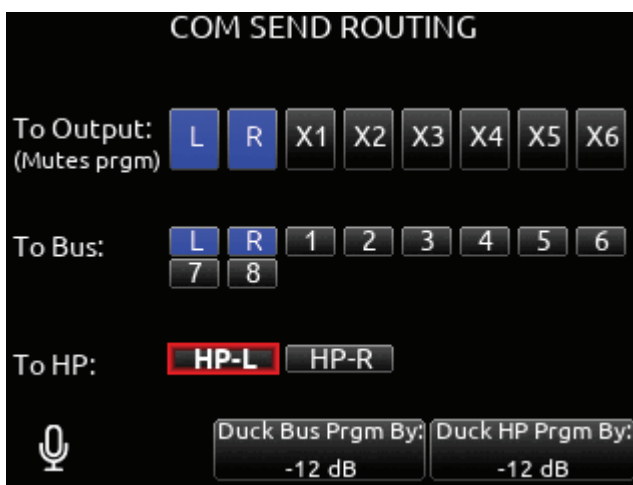 COM SEND ROUTING
To Output: L R X1 X2 X3 X4 X5 X6
(Mutes prgm)
To Bus: L R 1 2 3 4 5 6
7 8
To HP: HP-L HP-R
Duck Bus Prgm By: Duck HP Prgm By:
-12 dB -12 dB